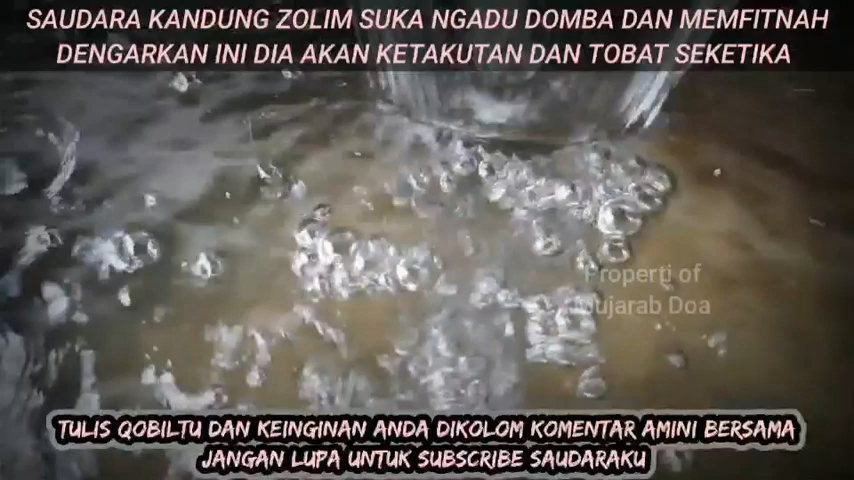 SAUDARA KANDUNG ZOLIM SUKA NGADU DOMBA DAN MEMFITNAH
DENGARKAN INI DIA AKAN KETAKUTAN DAN TOBAT SEKETIKA
Properti of
Mujarab Doa
TULIS QOBILTU DAN KEINGINAN ANDA DIKOLOM KOMENTAR AMINI BERSAMA
JANGAN LUPA UNTUK SUBSCRIBE SAUDARAKU